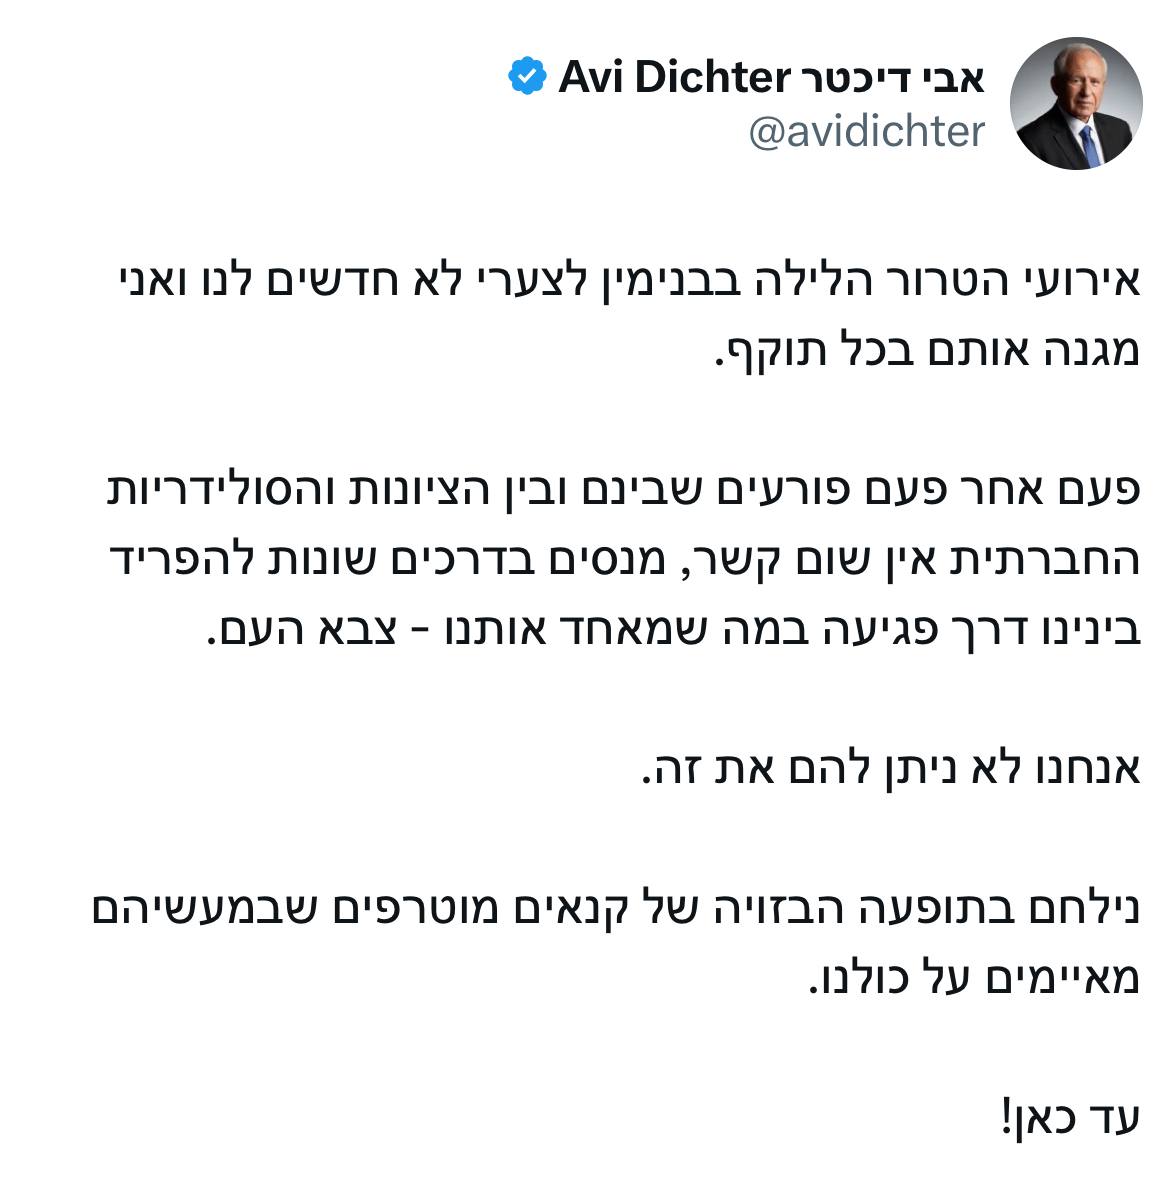 אבי דיכטר Avi Dichter
@avidichter
אירועי הטרור הלילה בבנימין לצערי לא חדשים לנו ואני
מגנה אותם בכל תוקף.
פעם אחר פעם פורעים שבינם ובין הציונות והסולידריות
החברתית אין שום קשר, מנסים בדרכים שונות להפריד
בינינו דרך פגיעה במה שמאחד אותנו - צבא העם.
אנחנו לא ניתן להם את זה.
נילחם בתופעה הבזויה של קנאים מוטרפים שבמעשיהם
מאיימים על כולנו.
עד כאן!